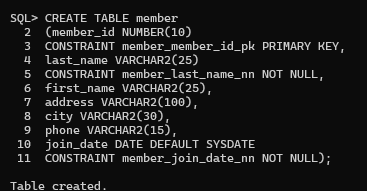 SQL> CREATE TABLE member
  2  (member_id NUMBER(10)
  3  CONSTRAINT member_member_id_pk PRIMARY KEY,
  4  last_name VARCHAR2(25)
  5  CONSTRAINT member_last_name_nn NOT NULL,
  6  first_name VARCHAR2(25),
  7  address VARCHAR2(100),
  8  city VARCHAR2(30),
  9  phone VARCHAR2(15),
 10  join_date DATE DEFAULT SYSDATE
 11  CONSTRAINT member_join_date_nn NOT NULL);
Table created.